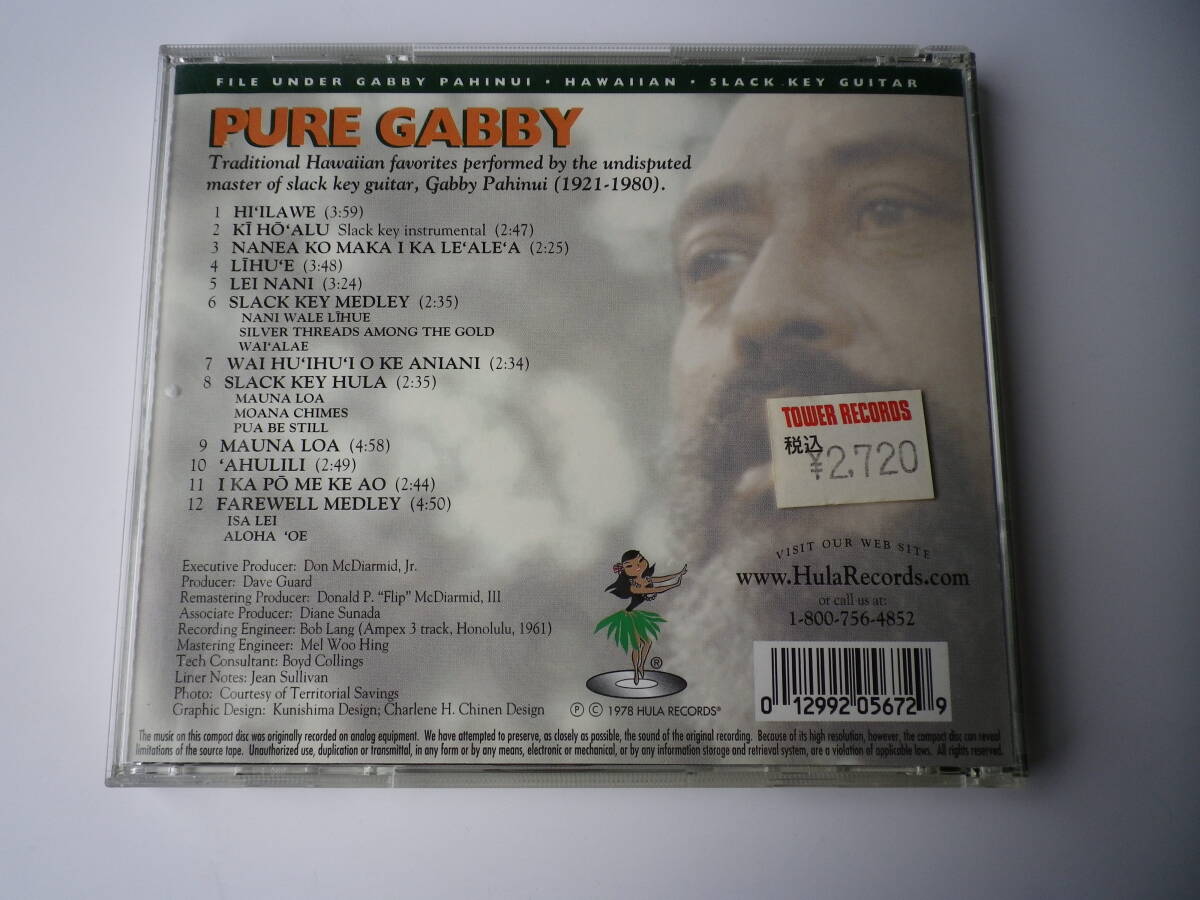 FILE UNDER GABBY PAHINUI • HAWAIIAN • SLACK KEY GUITAR
PURE GABBY
Traditional Hawaiian favorites performed by the undisputed
master of slack key guitar, Gabby Pahinui (1921-1980).
1 HI‘ILAWE (3:59)
2 KĪ HŌ‘ALU Slack key instrumental (2:47)
3 NANEA KO MAKA I KA LE‘ALE‘A (2:25)
4 LĪHU‘E (3:48)
5 LEI NANI (3:24)
6 SLACK KEY MEDLEY (2:35)
NANI WALE LĪHUE
SILVER THREADS AMONG THE GOLD
WAI‘ALAE
7 WAI HU‘IHU‘I O KE ANIANI (2:34)
8 SLACK KEY HULA (2:35)
MAUNA LOA
MOANA CHIMES
PUA BE STILL
9 MAUNA LOA (4:58)
10 ‘AHULILI (2:49)
11 I KA PŌ ME KE AO (2:44)
12 FAREWELL MEDLEY (4:50)
ISA LEI
ALOHA ‘OE
TOWER RECORDS
税込
¥2,720
Executive Producer: Don McDiarmid, Jr.
Producer: Dave Guard
Remastering Producer: Donald P. “Flip” McDiarmid, III
Associate Producer: Diane Sunada
Recording Engineer: Bob Lang (Ampex 3 track, Honolulu, 1961)
Mastering Engineer: Mel Woo Hing
Tech Consultant: Boyd Collings
Liner Notes: Jean Sullivan
Photo: Courtesy of Territorial Savings
Graphic Design: Kunishima Design; Charlene H. Chinen Design
®
Ⓟ © 1978 HULA RECORDS®
VISIT OUR WEB SITE
www.HulaRecords.com
or call us at:
1-800-756-4852
0 12992 05672 9
The music on this compact disc was originally recorded on analog equipment. We have attempted to preserve, as closely as possible, the sound of the original recording. Because of its high resolution, however, the compact disc can reveal
limitations of the source tape. Unauthorized use, duplication or transmittal, in any form or by any means, electronic or mechanical, or by any information storage and retrieval system, are a violation of applicable laws. All rights reserved.